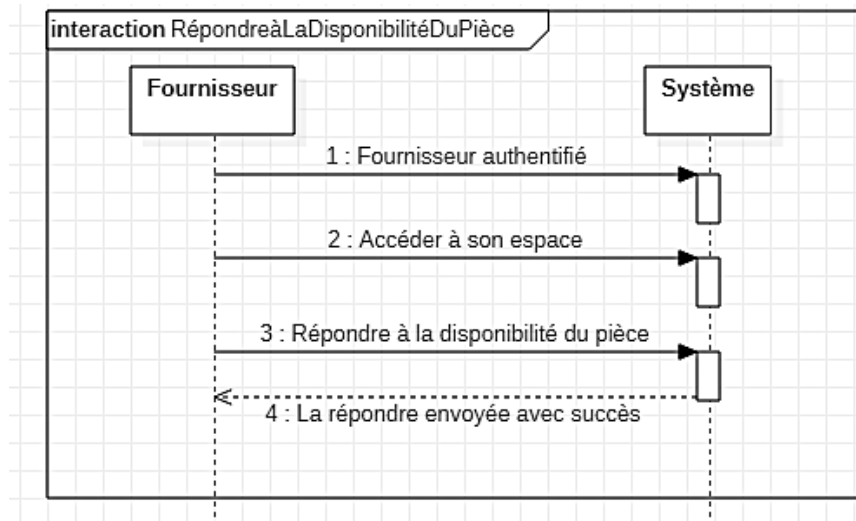 interaction RépondreàLaDisponibilitéDuPièce
Fournisseur
Système
1 : Fournisseur authentifié
2 : Accéder à son espace
3 : Répondre à la disponibilité du pièce
4 : La répondre envoyée avec succès